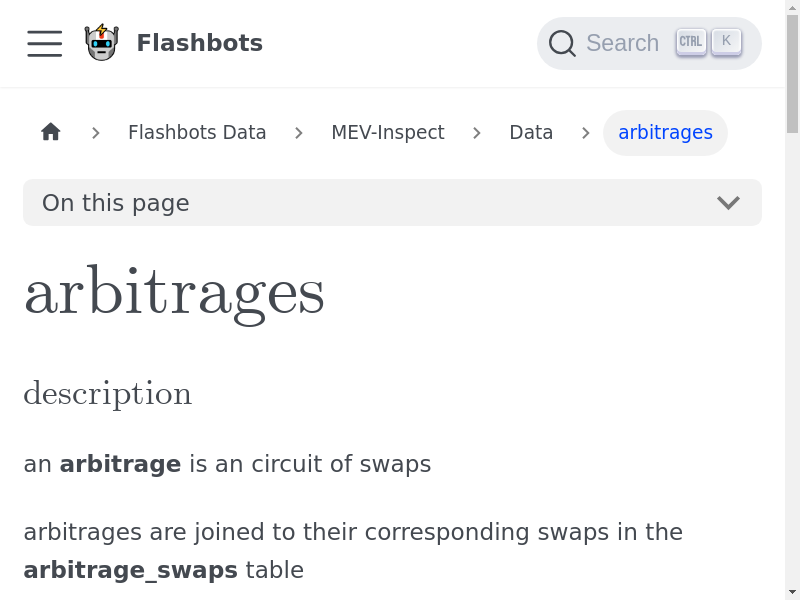 Flashbots
Search CTRL K
Flashbots Data MEV-Inspect Data arbitrages
On this page
arbitrages
description
an arbitrage is an circuit of swaps
arbitrages are joined to their corresponding swaps in the
arbitrage_swaps table